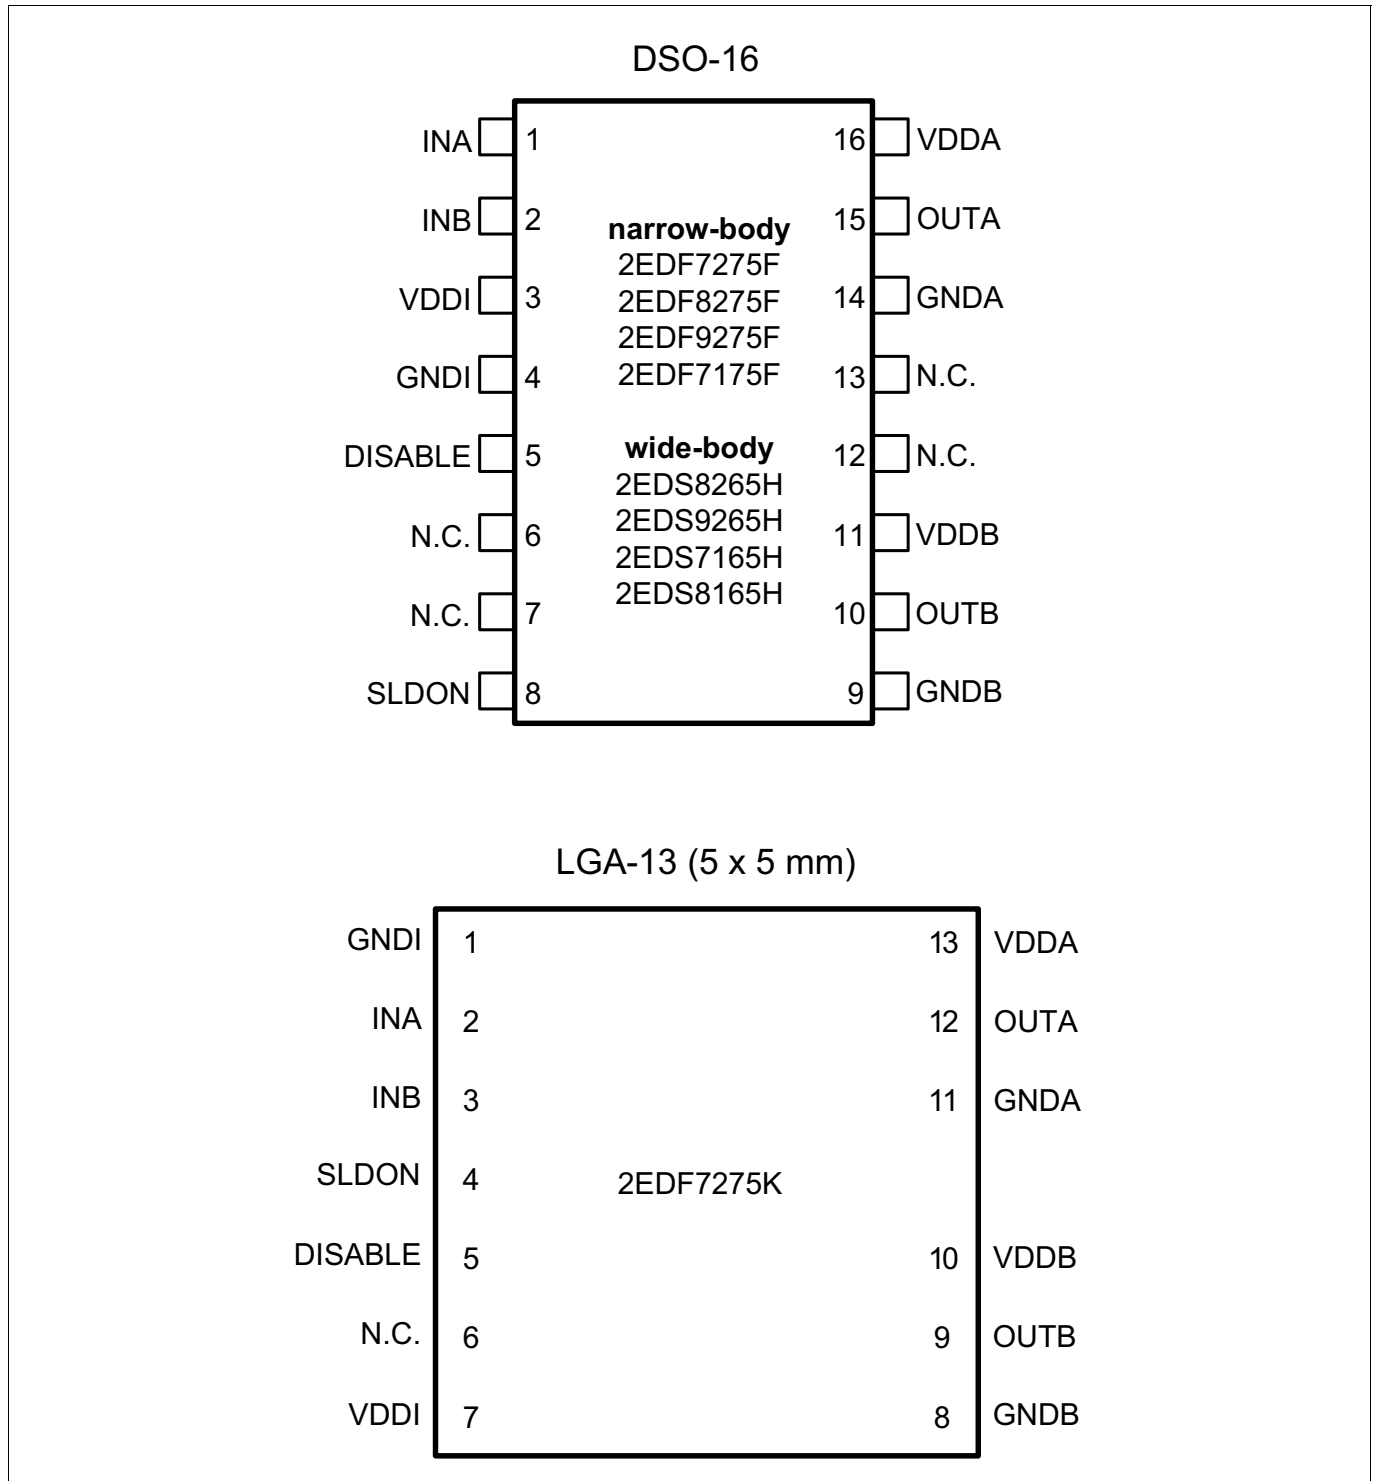 DSO-16
INA 1 16 VDDA
INB 2 15 OUTA
narrow-body
2EDF7275F
VDDI 3 14 GNDA
2EDF8275F
2EDF9275F
GNDI 4 13 N.C.
2EDF7175F
DISABLE 5 12 N.C.
wide-body
2EDS8265H
2EDS9265H
N.C. 6 11 VDDB
2EDS7165H
2EDS8165H
N.C. 7 10 OUTB
SLDON 8 9 GNDB
LGA-13 (5 x 5 mm)
GNDI 1 13 VDDA
INA 2 12 OUTA
INB 3 11 GNDA
SLDON 4 2EDF7275K
DISABLE 5 10 VDDB
N.C. 6 9 OUTB
VDDI 7 8 GNDB